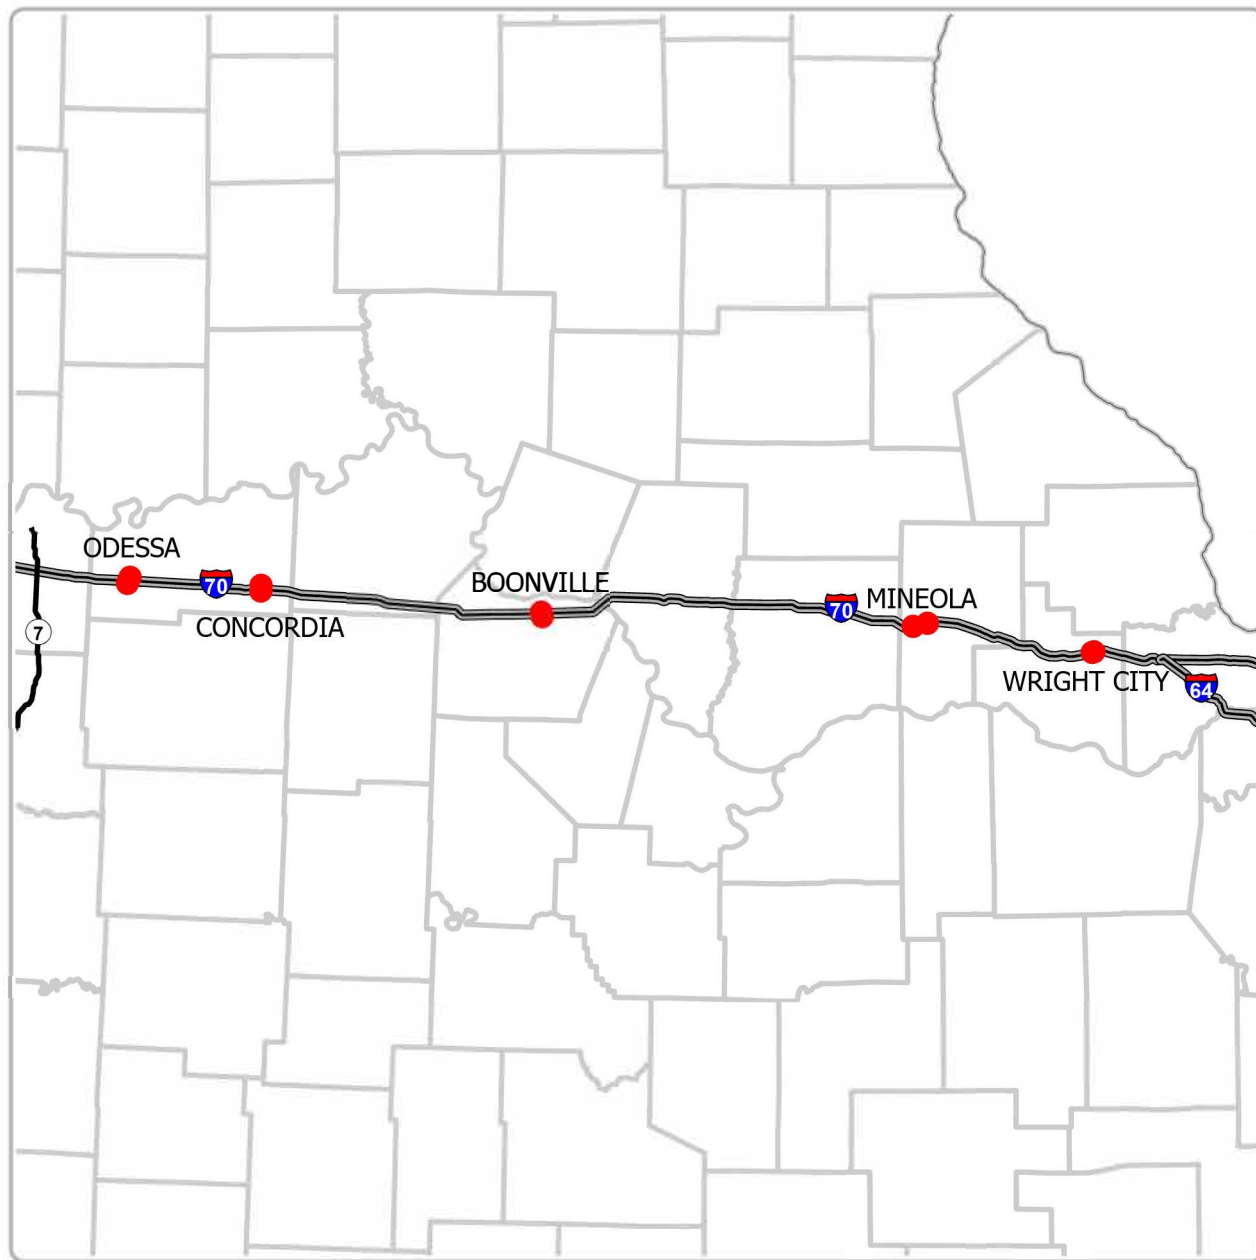 ODESSA
70
CONCORDIA
BOONVILLE
7
70
MINEOLA
WRIGHT CITY
64